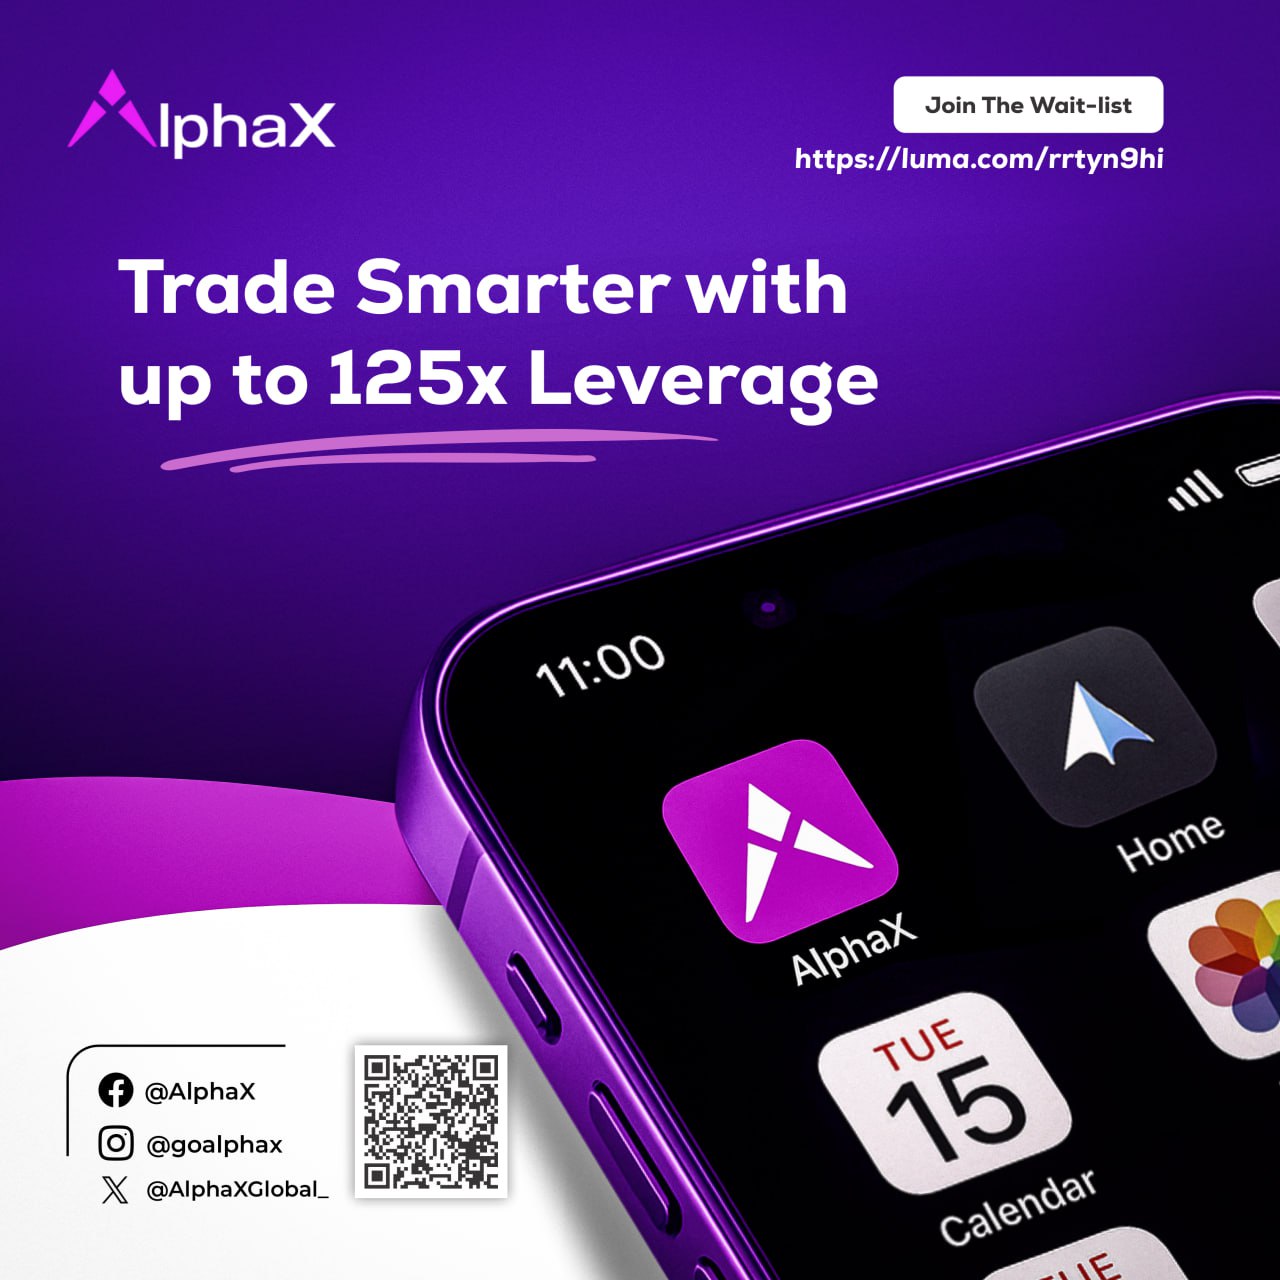 AlphaX
Join The Wait-list
https://luma.com/rrtyn9hi
Trade Smarter with
up to 125x Leverage
11:00
AlphaX
Home
TUE
15
Calendar
TUE
@AlphaX
@goalphax
@AlphaXGlobal_